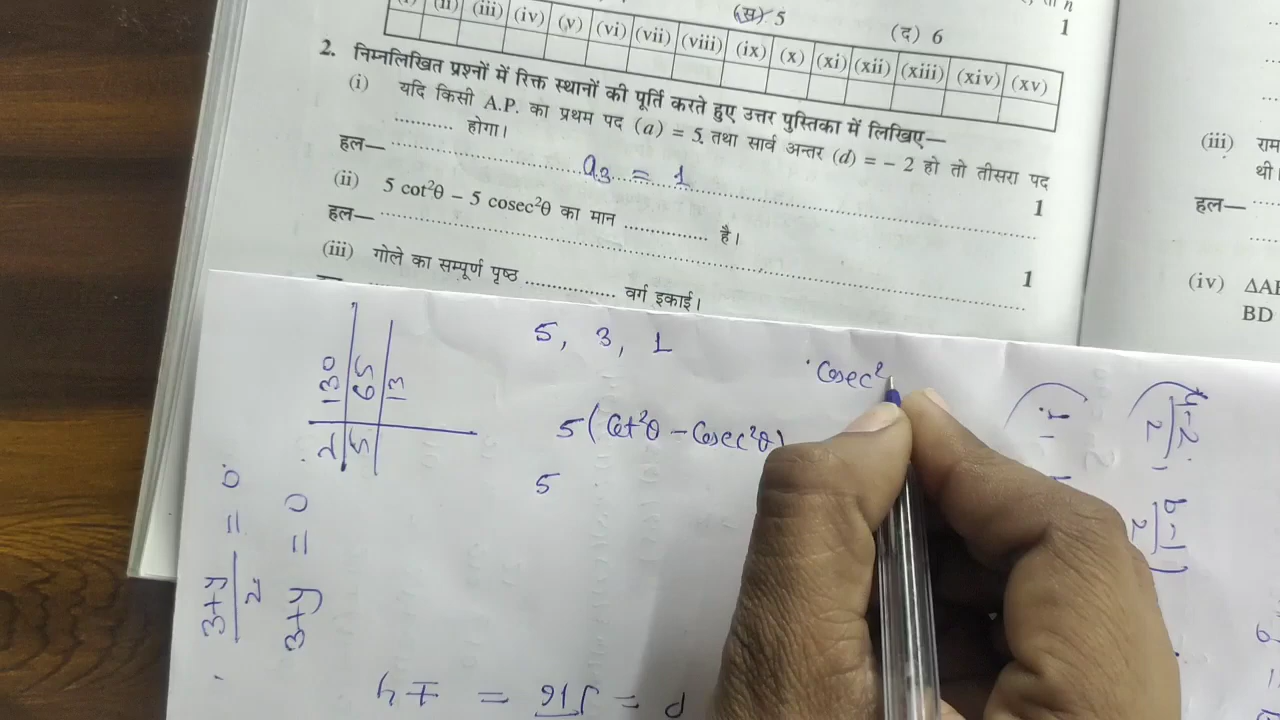 (स) 5
(द) 6
1
(ii) (iii) (iv) (v) (vi) (vii) (viii) (ix) (x) (xi) (xii) (xiii) (xiv) (xv)
2. निम्नलिखित प्रश्नों में रिक्त स्थानों की पूर्ति करते हुए उत्तर पुस्तिका में लिखिए—
(i) यदि किसी A.P. का प्रथम पद (a) = 5, तथा सार्व अन्तर (d) = – 2 हो तो तीसरा पद
............ होगा।
1
हल— a₃ = 1
(ii) 5 cot²θ – 5 cosec²θ का मान ................ है।
1
हल—
(iii) गोले का सम्पूर्ण पृष्ठ ................. वर्ग इकाई।
(iii) राम
थी।
हल—
(iv) ΔAB
BD
5, 3, 1
Cosec²
5(Cot²θ – Cosec²θ)
5
2 130
5 65
13
3+y/2 = 0
3+y = 0